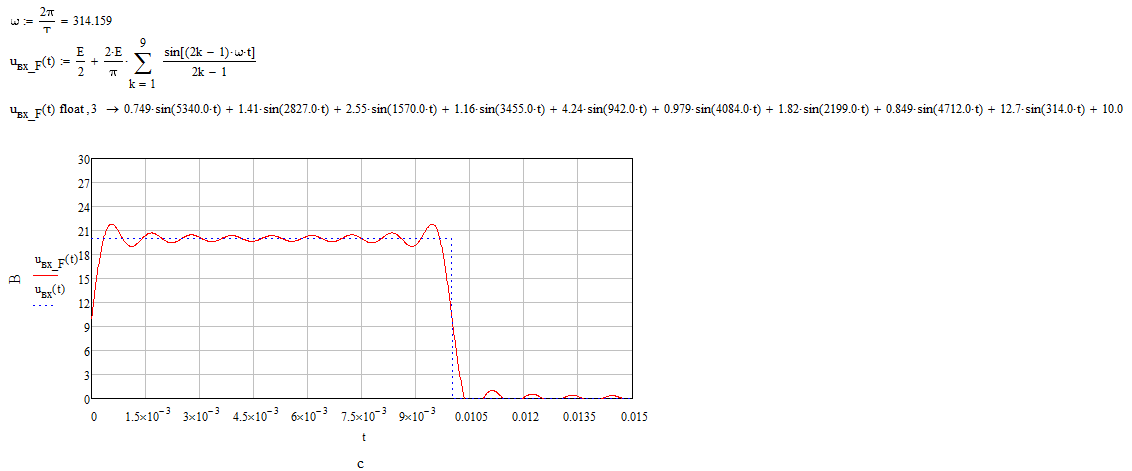 ω := 2π/T = 314.159
u_вх_F(t) := E/2 + 2·E/π · ∑ k = 1 9 sin[(2k − 1)·ω·t]/2k − 1
u_вх_F(t) float,3 → 0.749·sin(5340.0·t) + 1.41·sin(2827.0·t) + 2.55·sin(1570.0·t) + 1.16·sin(3455.0·t) + 4.24·sin(942.0·t) + 0.979·sin(4084.0·t) + 1.82·sin(2199.0·t) + 0.849·sin(4712.0·t) + 12.7·sin(314.0·t) + 10.0
30
27
24
21
18
15
12
9
6
3
0
В
u_вх_F(t)
u_вх(t)
0 1.5×10⁻³ 3×10⁻³ 4.5×10⁻³ 6×10⁻³ 7.5×10⁻³ 9×10⁻³ 0.0105 0.012 0.0135 0.015
t
с